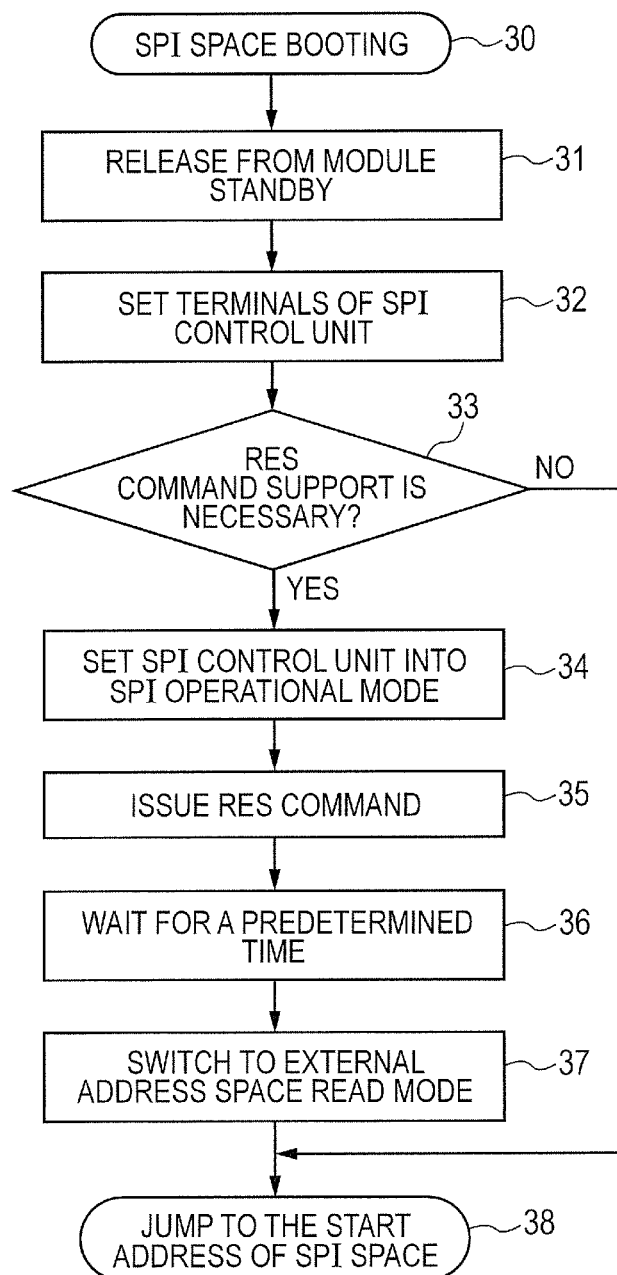 SPI SPACE BOOTING
30
RELEASE FROM MODULE
STANDBY
31
SET TERMINALS OF SPI
CONTROL UNIT
32
33
RES
COMMAND SUPPORT IS
NECESSARY?
NO
YES
SET SPI CONTROL UNIT INTO
SPI OPERATIONAL MODE
34
ISSUE RES COMMAND
35
WAIT FOR A PREDETERMINED
TIME
36
SWITCH TO EXTERNAL
ADDRESS SPACE READ MODE
37
JUMP TO THE START
ADDRESS OF SPI SPACE
38